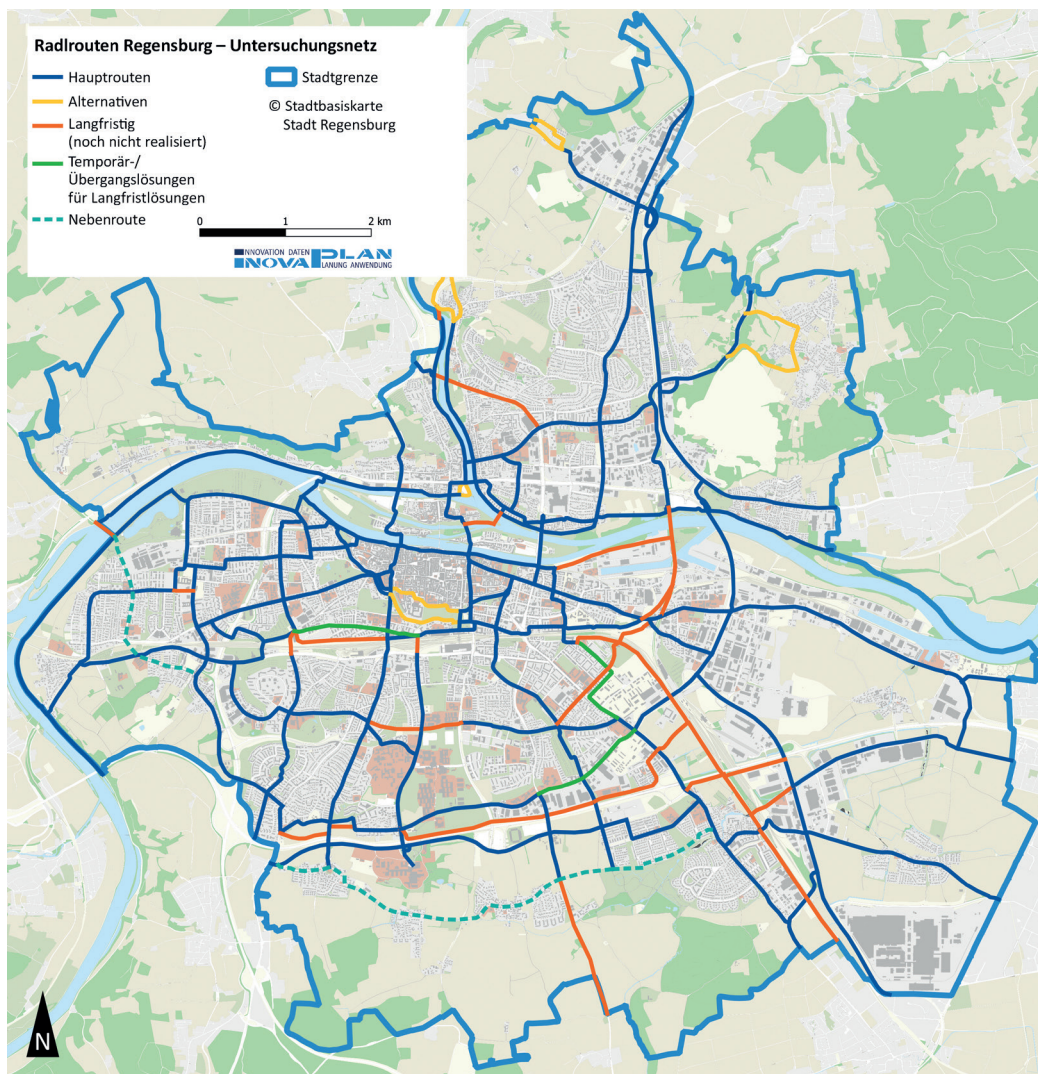 Radlrouten Regensburg – Untersuchungsnetz
Hauptrouten
Alternativen
Langfristig
(noch nicht realisiert)
Temporär-/
Übergangslösungen
für Langfristlösungen
Nebenroute
Stadtgrenze
© Stadtbasiskarte
Stadt Regensburg
0 1 2 km
INNOVATION DATEN PLAN
INOVA PLANUNG ANWENDUNG
N